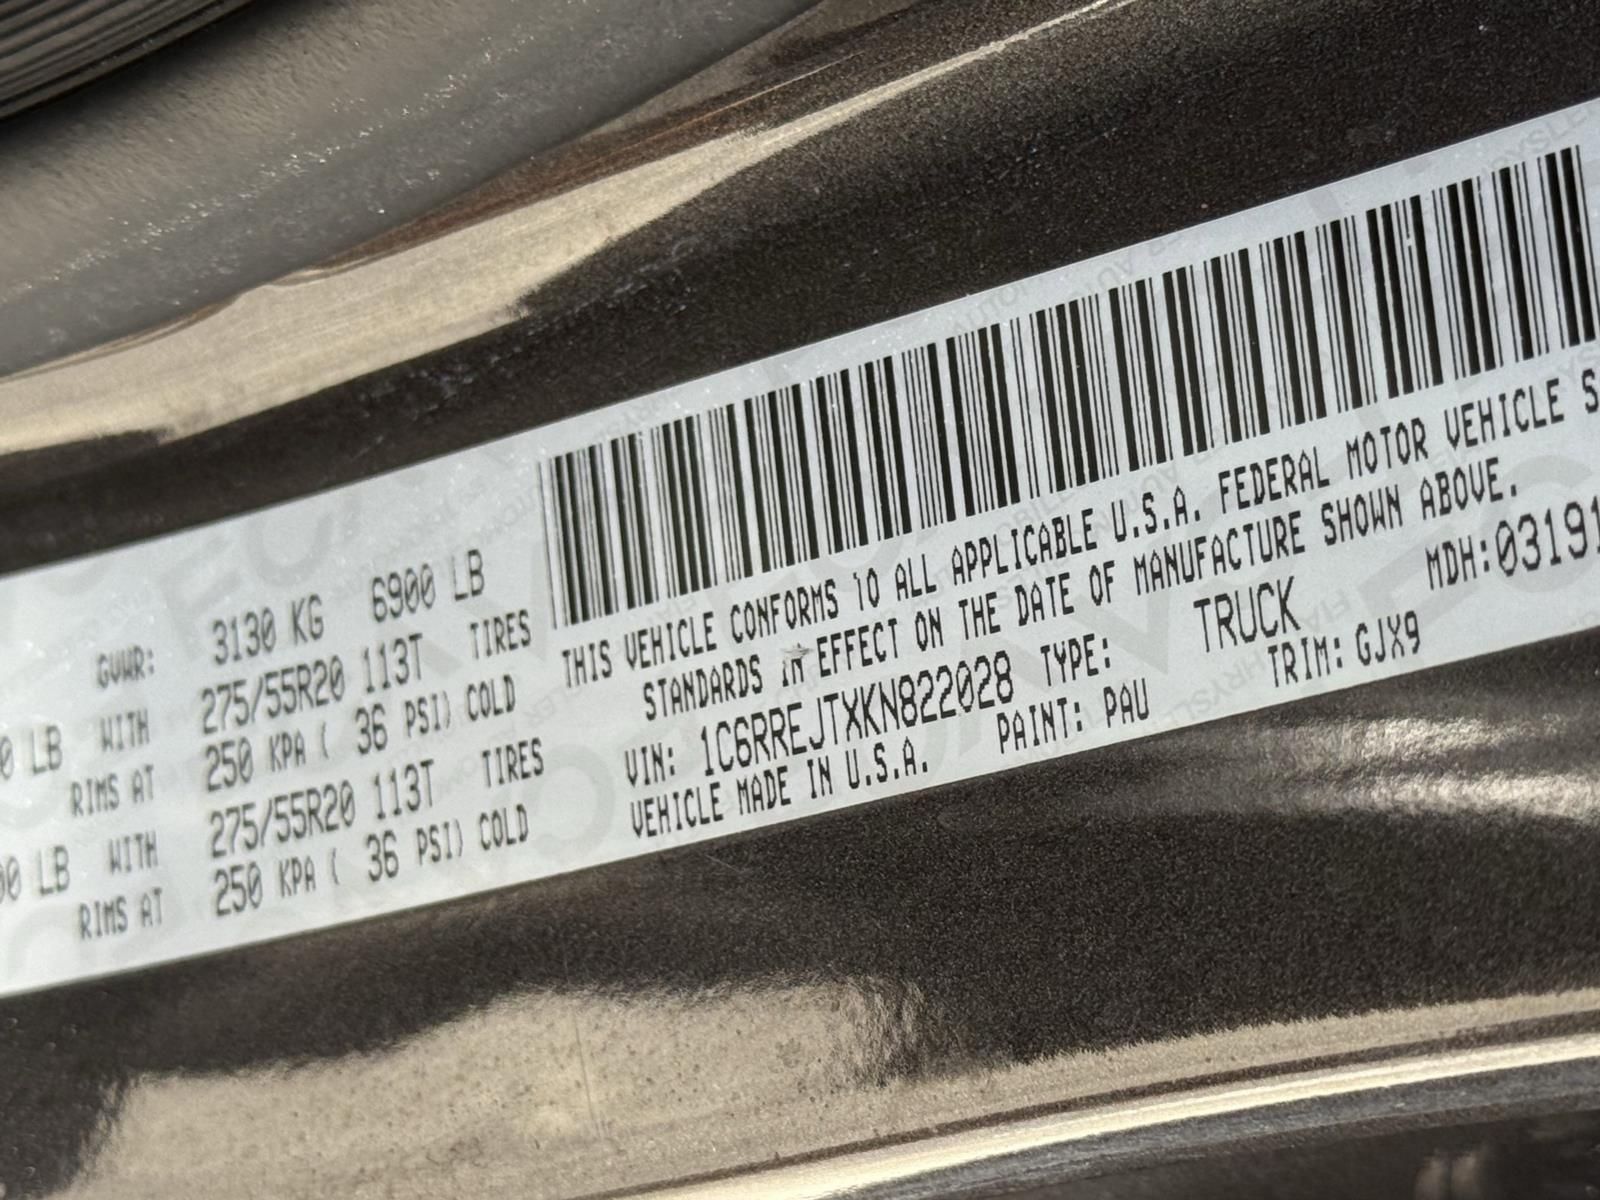 GVWR: 3130 KG 6900 LB
0 LB WITH 275/55R20 113T TIRES
RIMS AT 250 KPA ( 36 PSI) COLD
00 LB WITH 275/55R20 113T TIRES
RIMS AT 250 KPA ( 36 PSI) COLD
THIS VEHICLE CONFORMS TO ALL APPLICABLE U.S.A. FEDERAL MOTOR VEHICLE S
STANDARDS IN EFFECT ON THE DATE OF MANUFACTURE SHOWN ABOVE.
MDH:03191
VIN: 1C6RREJTXKN822028 TYPE: TRUCK
VEHICLE MADE IN U.S.A. PAINT: PAU TRIM: GJX9